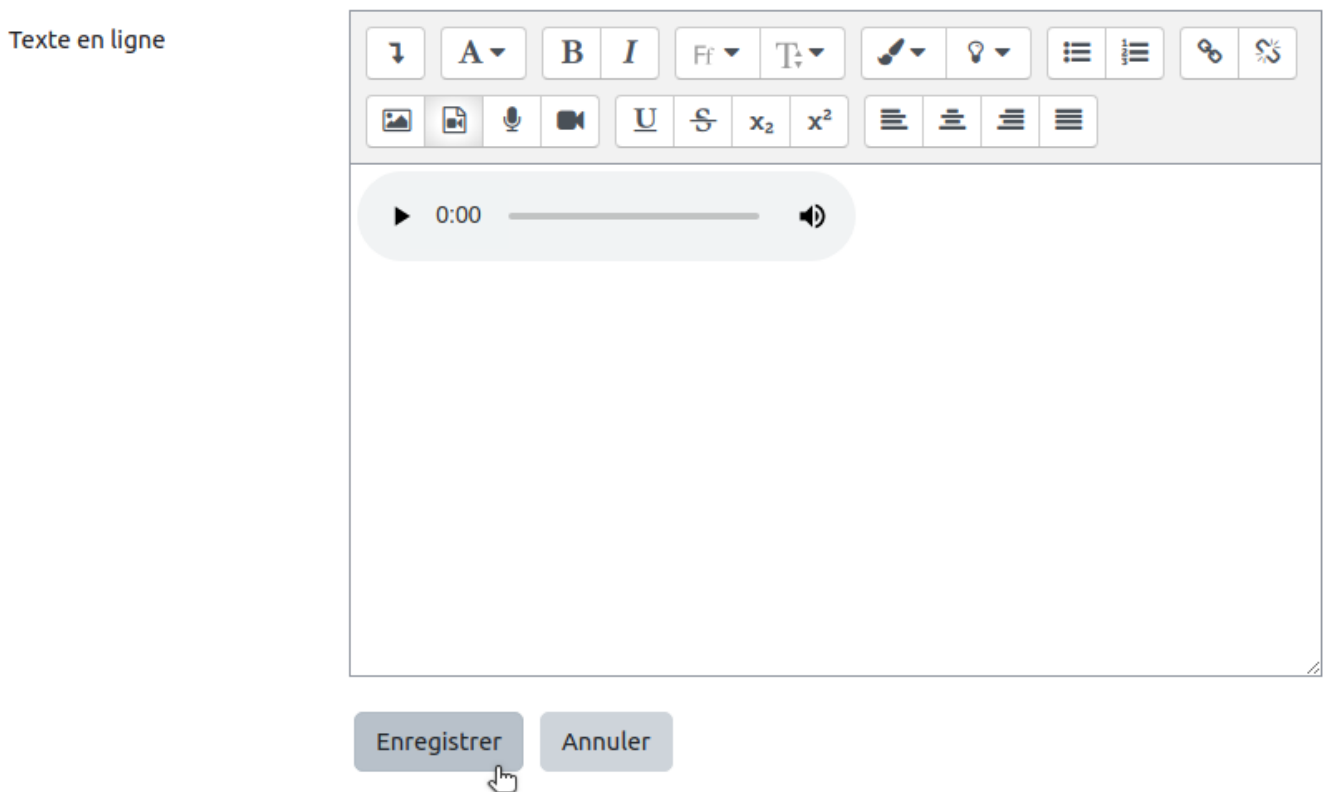 Texte en ligne
A B I Ff T
U S x₂ x²
0:00
Enregistrer Annuler